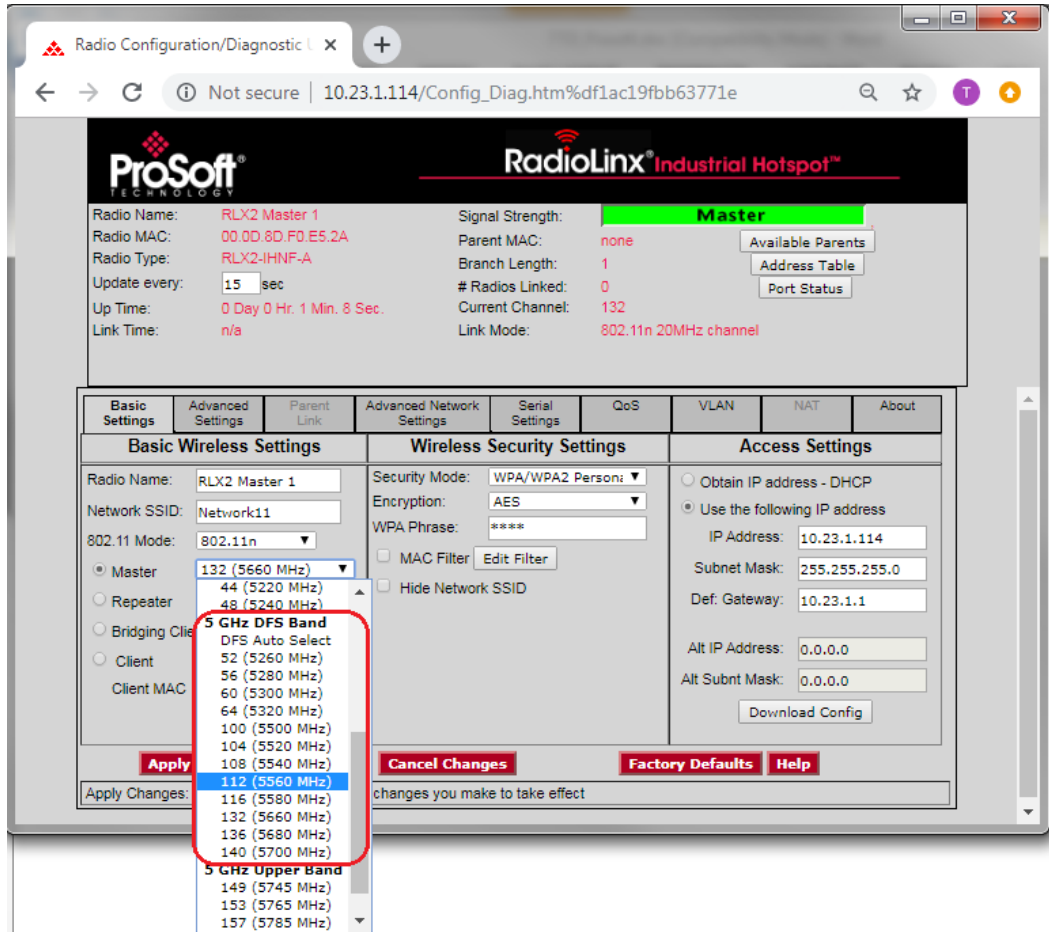 Radio Configuration/Diagnostic
Not secure | 10.23.1.114/Config_Diag.htm%df1ac19fbb63771e
T
ProSoft®
TECHNOLOGY
RadioLinx® Industrial Hotspot™
Radio Name: RLX2 Master 1 Signal Strength: Master
Radio MAC: 00.0D.8D.F0.E5.2A Parent MAC: none Available Parents
Radio Type: RLX2-IHNF-A Branch Length: 1 Address Table
Update every: 15 sec # Radios Linked: 0 Port Status
Up Time: 0 Day 0 Hr. 1 Min. 8 Sec. Current Channel: 132
Link Time: n/a Link Mode: 802.11n 20MHz channel
Basic Settings Advanced Settings Parent Link Advanced Network Settings Serial Settings QoS VLAN NAT About
Basic Wireless Settings
Radio Name: RLX2 Master 1
Network SSID: Network11
802.11 Mode: 802.11n
Master 132 (5660 MHz)
Repeater
Bridging Clie
Client
Client MAC
44 (5220 MHz)
48 (5240 MHz)
5 GHz DFS Band
DFS Auto Select
52 (5260 MHz)
56 (5280 MHz)
60 (5300 MHz)
64 (5320 MHz)
100 (5500 MHz)
104 (5520 MHz)
108 (5540 MHz)
112 (5560 MHz)
116 (5580 MHz)
132 (5660 MHz)
136 (5680 MHz)
140 (5700 MHz)
5 GHz Upper Band
149 (5745 MHz)
153 (5765 MHz)
157 (5785 MHz)
Wireless Security Settings
Security Mode: WPA/WPA2 Person
Encryption: AES
WPA Phrase: ****
MAC Filter Edit Filter
Hide Network SSID
Access Settings
Obtain IP address - DHCP
Use the following IP address
IP Address: 10.23.1.114
Subnet Mask: 255.255.255.0
Def: Gateway: 10.23.1.1
Alt IP Address: 0.0.0.0
Alt Subnt Mask: 0.0.0.0
Download Config
Apply Cancel Changes Factory Defaults Help
Apply Changes: changes you make to take effect